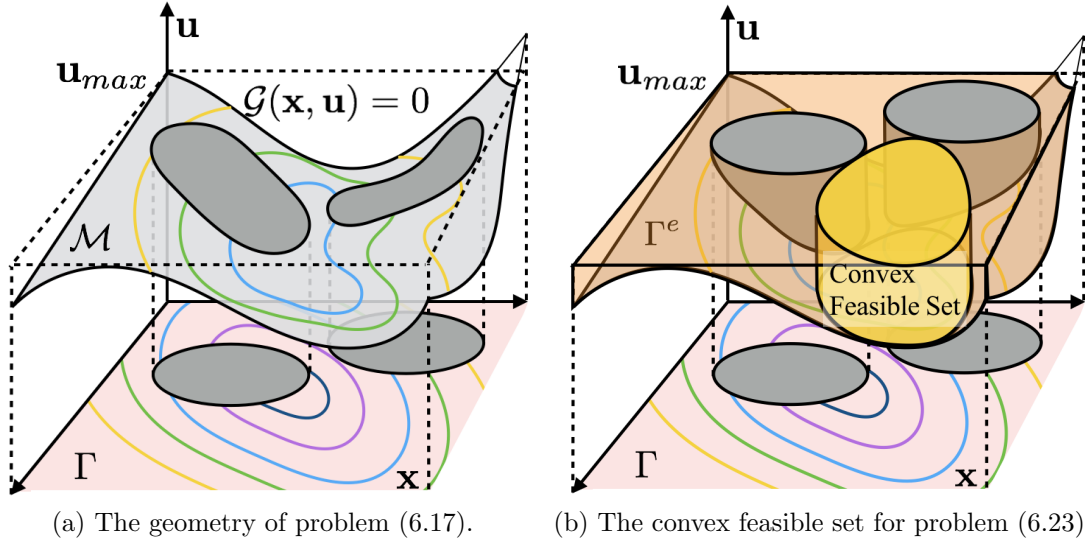 u
u_max
G(x, u) = 0
M
Γ
x
(a) The geometry of problem (6.17).
u
u_max
Γ^e
Convex
Feasible Set
Γ
x
(b) The convex feasible set for problem (6.23)